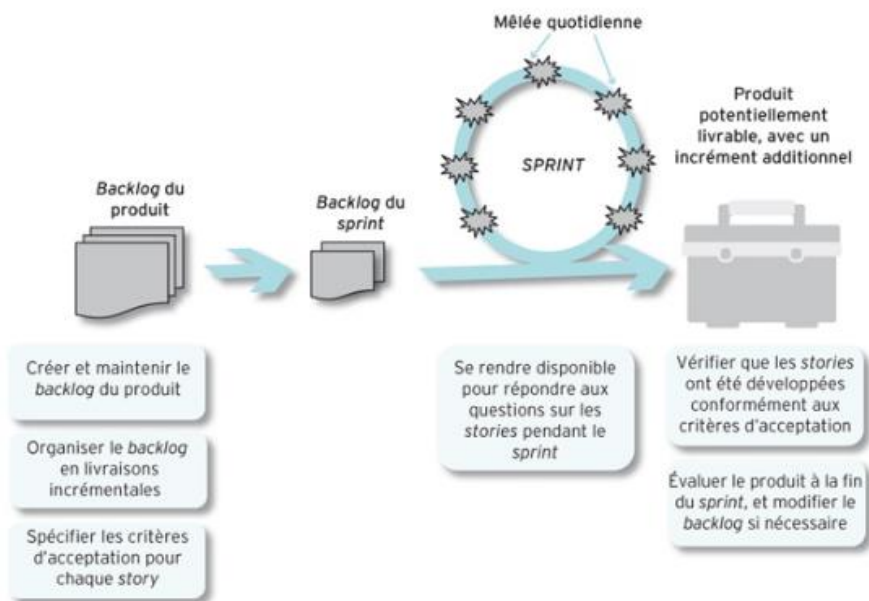 Mêlée quotidienne
Produit
potentiellement
livrable, avec un
incrément additionnel
SPRINT
Backlog du
produit
Backlog du
sprint
Créer et maintenir le
backlog du produit
Organiser le backlog
en livraisons
incrémentales
Spécifier les critères
d'acceptation pour
chaque story
Se rendre disponible
pour répondre aux
questions sur les
stories pendant le
sprint
Vérifier que les stories
ont été développées
conformément aux
critères d'acceptation
Évaluer le produit à la fin
du sprint, et modifier le
backlog si nécessaire